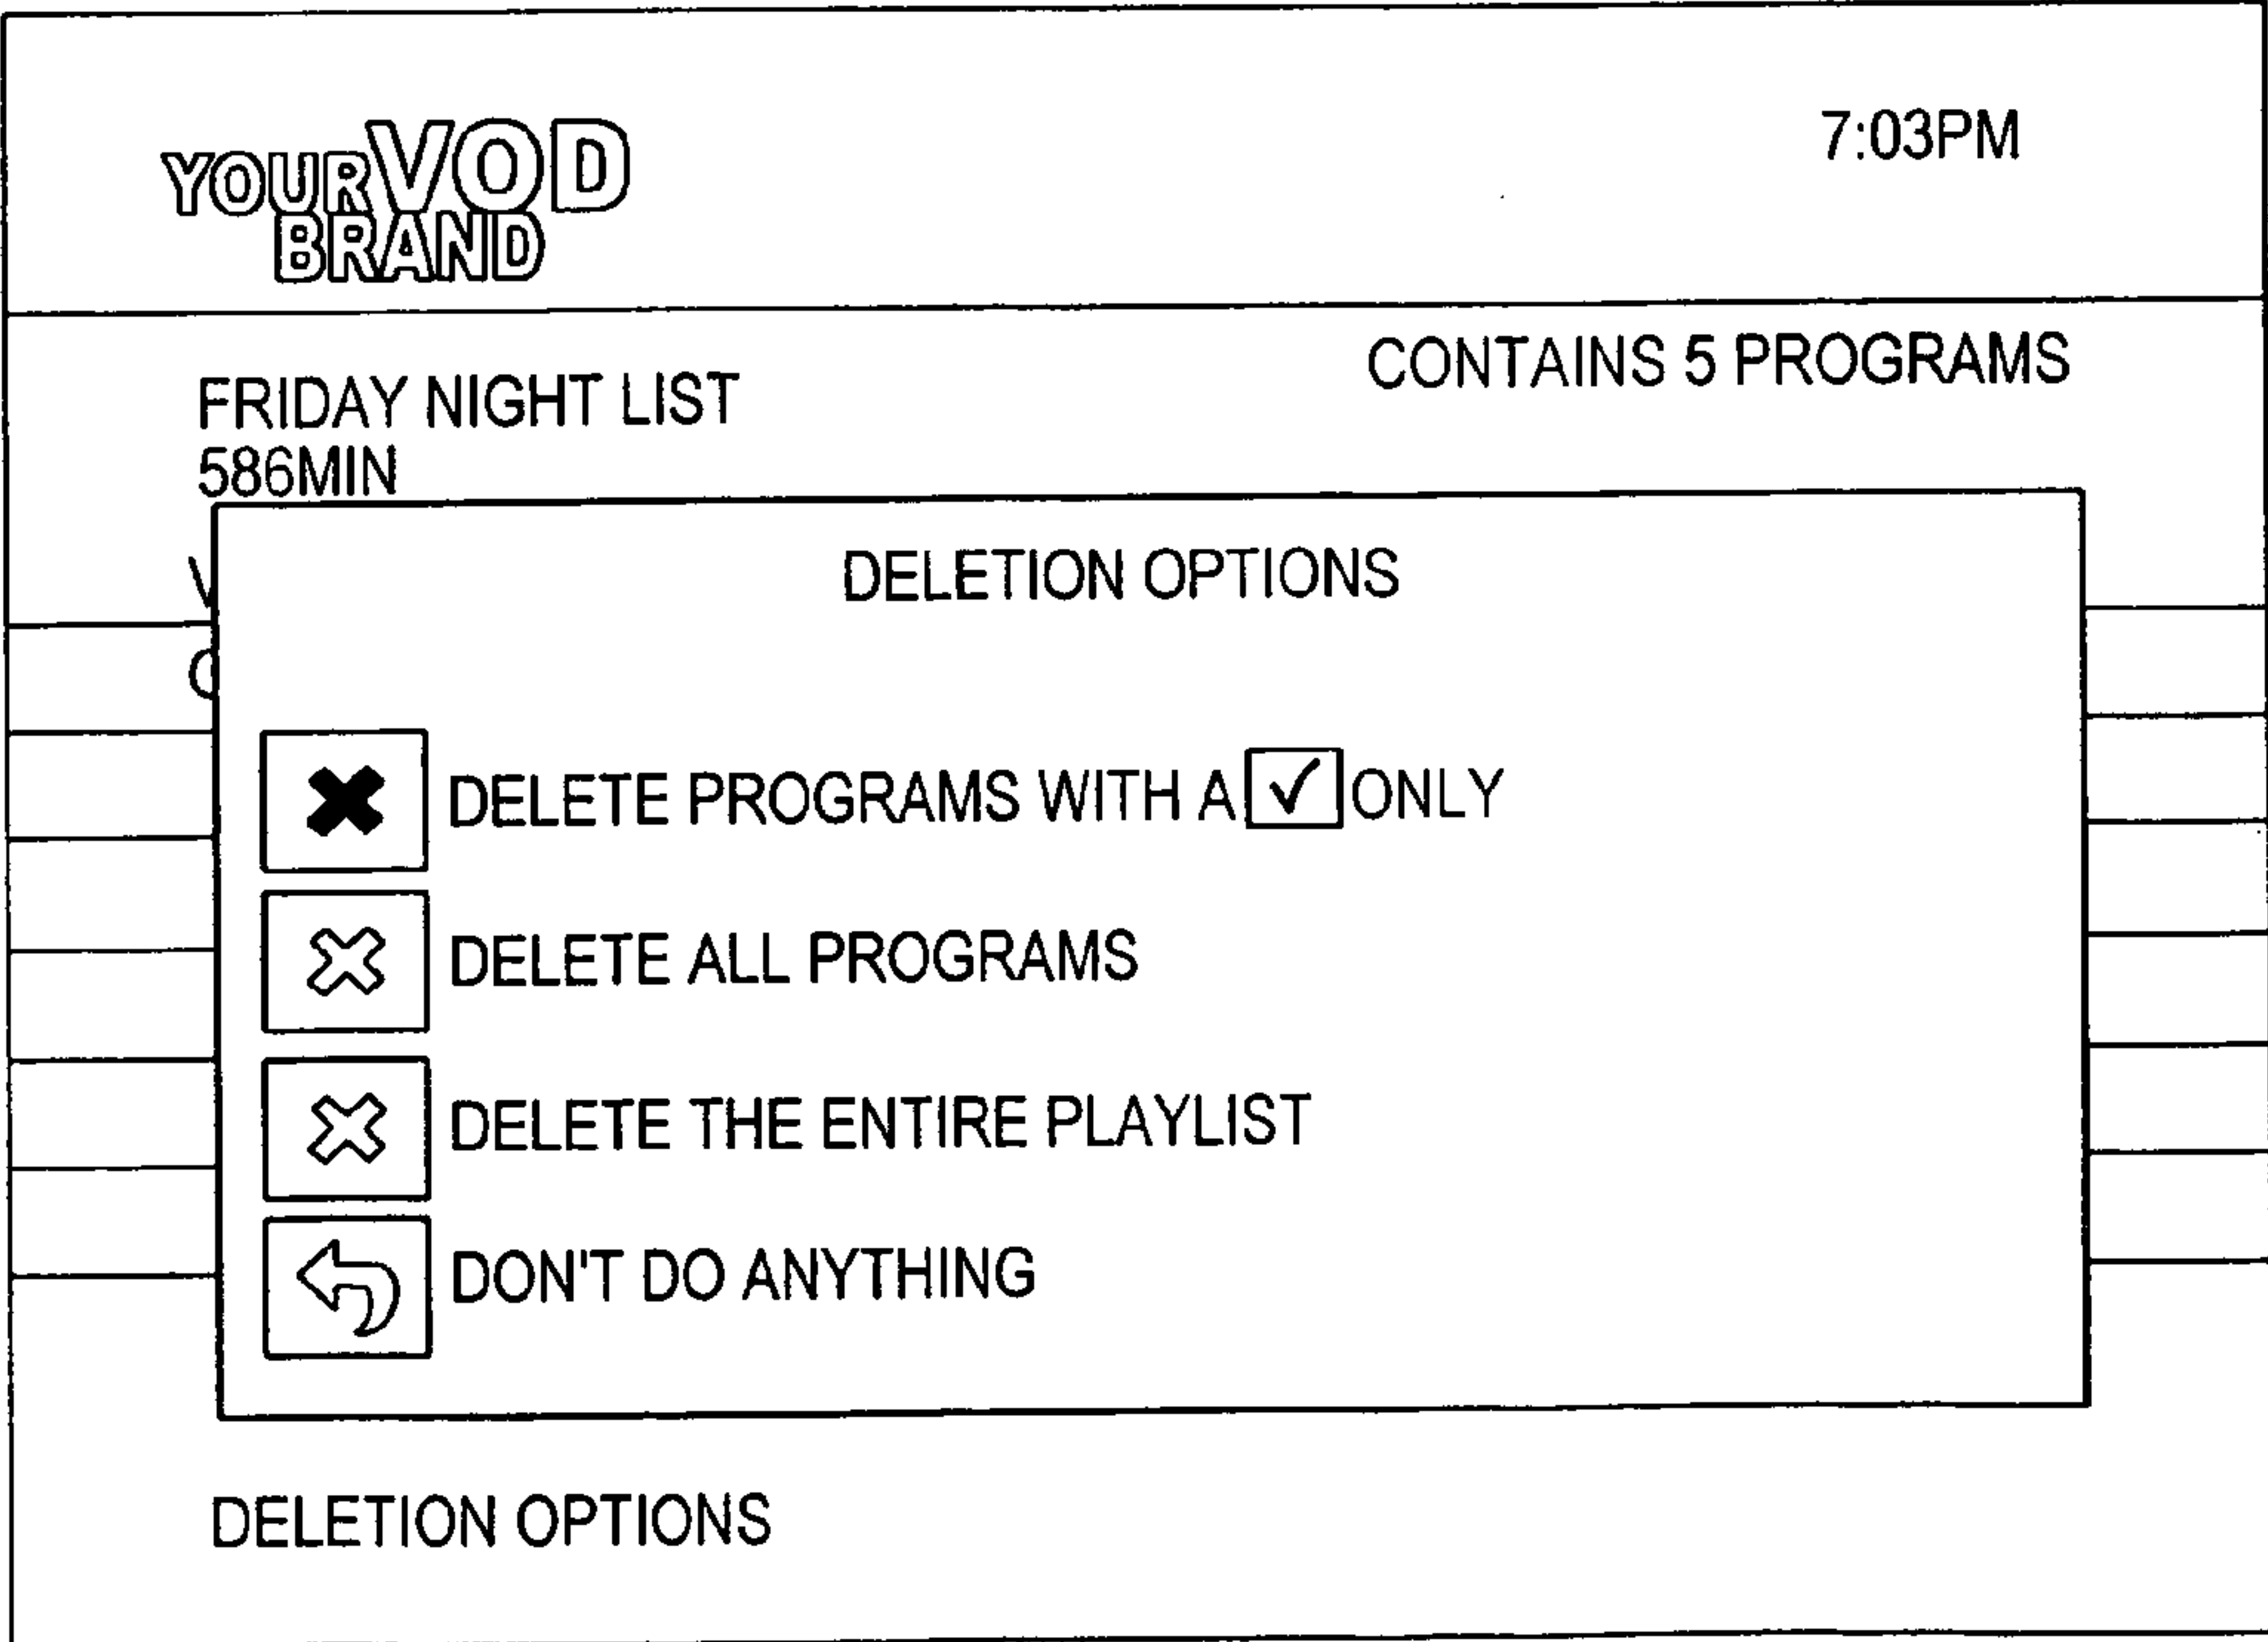 YOUR VOD
BRAND
7:03PM
CONTAINS 5 PROGRAMS
FRIDAY NIGHT LIST
586MIN
DELETION OPTIONS
DELETE PROGRAMS WITH A ✓ ONLY
DELETE ALL PROGRAMS
DELETE THE ENTIRE PLAYLIST
DON'T DO ANYTHING
DELETION OPTIONS